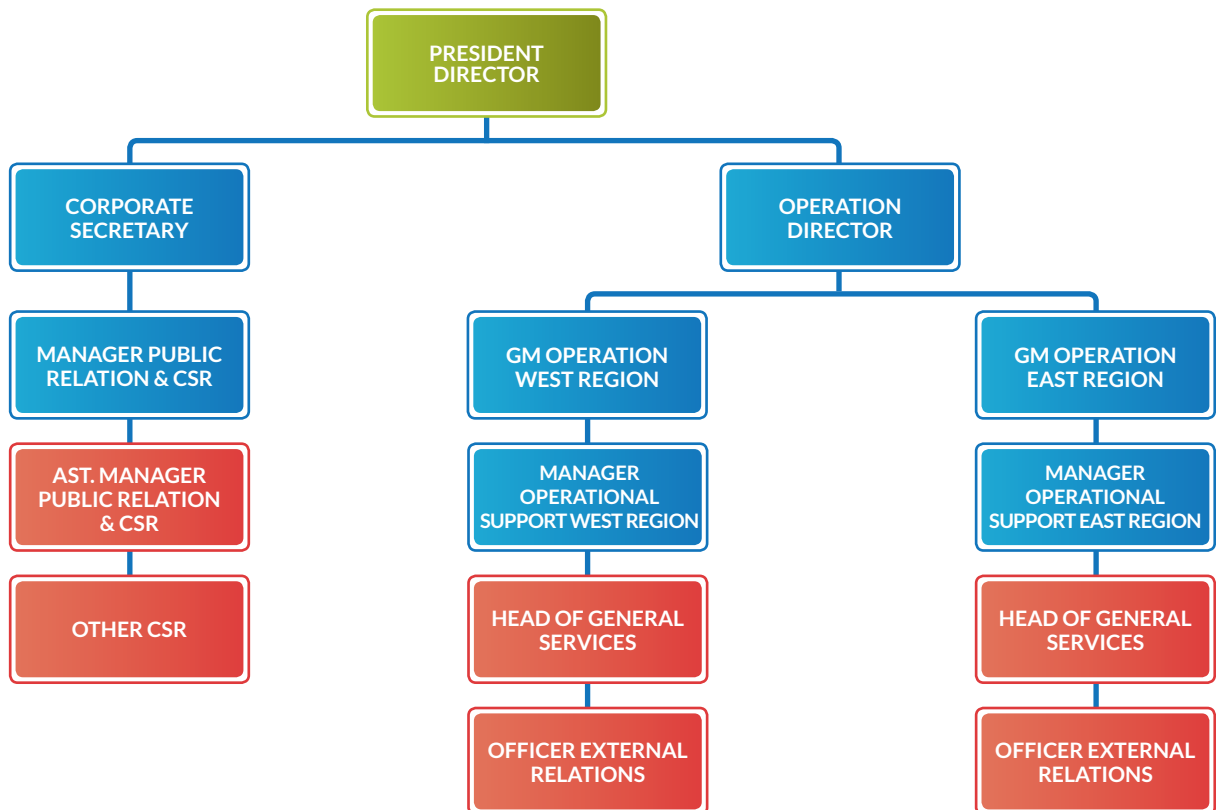 PRESIDENT
DIRECTOR
CORPORATE
SECRETARY
OPERATION
DIRECTOR
MANAGER PUBLIC
RELATION & CSR
GM OPERATION
WEST REGION
GM OPERATION
EAST REGION
AST. MANAGER
PUBLIC RELATION
& CSR
MANAGER
OPERATIONAL
SUPPORT WEST REGION
MANAGER
OPERATIONAL
SUPPORT EAST REGION
OTHER CSR
HEAD OF GENERAL
SERVICES
HEAD OF GENERAL
SERVICES
OFFICER EXTERNAL
RELATIONS
OFFICER EXTERNAL
RELATIONS